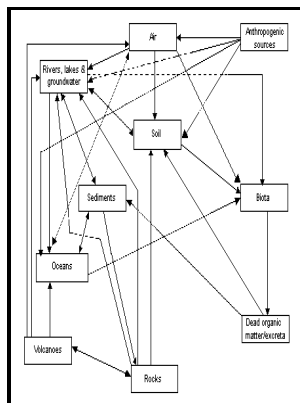 Air
Anthropogenic
sources
Rivers, lakes &
groundwater
Soil
Sediments
Biota
Oceans
Dead organic
matter/excreta
Volcanoes
Rocks